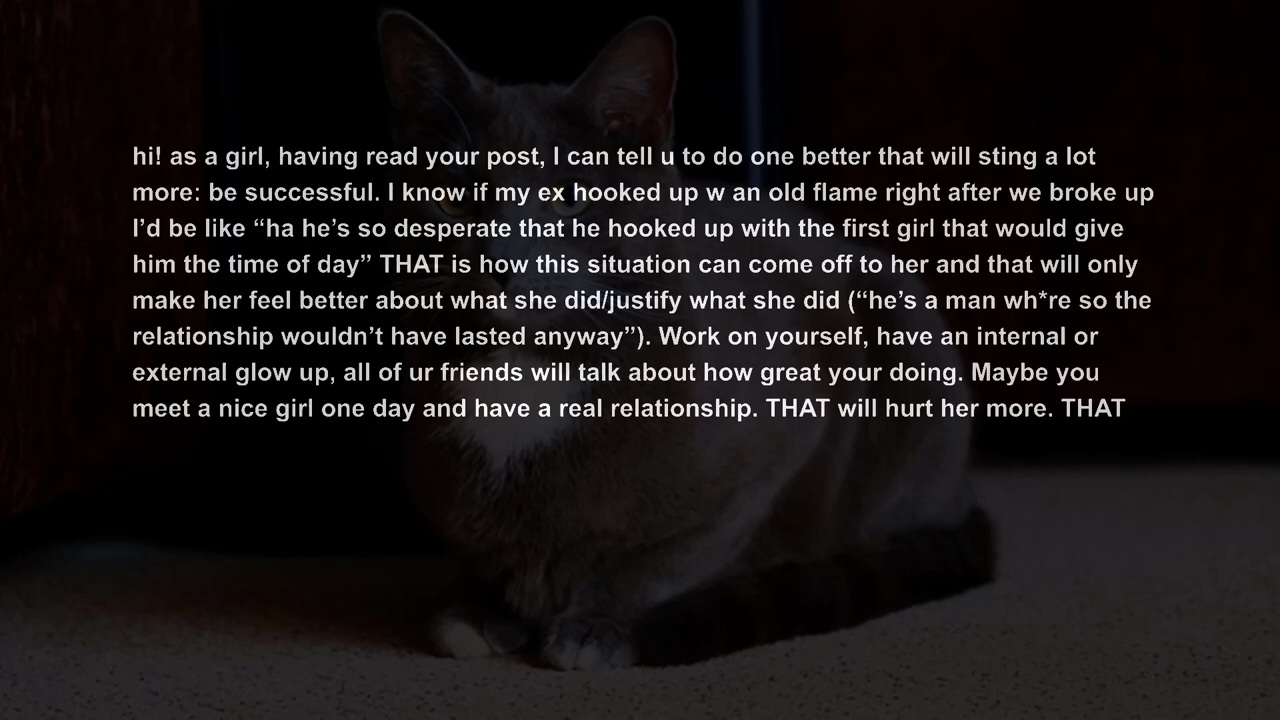 hi! as a girl, having read your post, I can tell u to do one better that will sting a lot
more: be successful. I know if my ex hooked up w an old flame right after we broke up
I’d be like “ha he’s so desperate that he hooked up with the first girl that would give
him the time of day” THAT is how this situation can come off to her and that will only
make her feel better about what she did/justify what she did (“he’s a man wh*re so the
relationship wouldn’t have lasted anyway”). Work on yourself, have an internal or
external glow up, all of ur friends will talk about how great your doing. Maybe you
meet a nice girl one day and have a real relationship. THAT will hurt her more. THAT